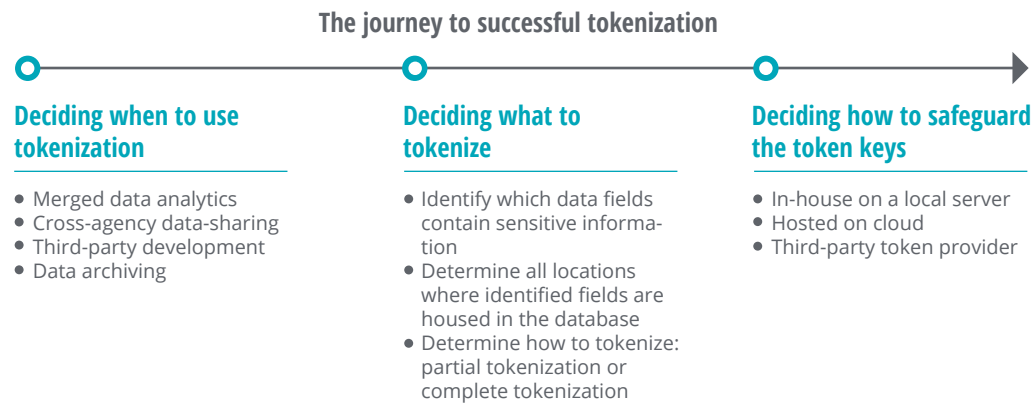 The journey to successful tokenization
Deciding when to use
tokenization
• Merged data analytics
• Cross-agency data-sharing
• Third-party development
• Data archiving
Deciding what to
tokenize
• Identify which data fields
contain sensitive informa-
tion
• Determine all locations
where identified fields are
housed in the database
• Determine how to tokenize:
partial tokenization or
complete tokenization
Deciding how to safeguard
the token keys
• In-house on a local server
• Hosted on cloud
• Third-party token provider